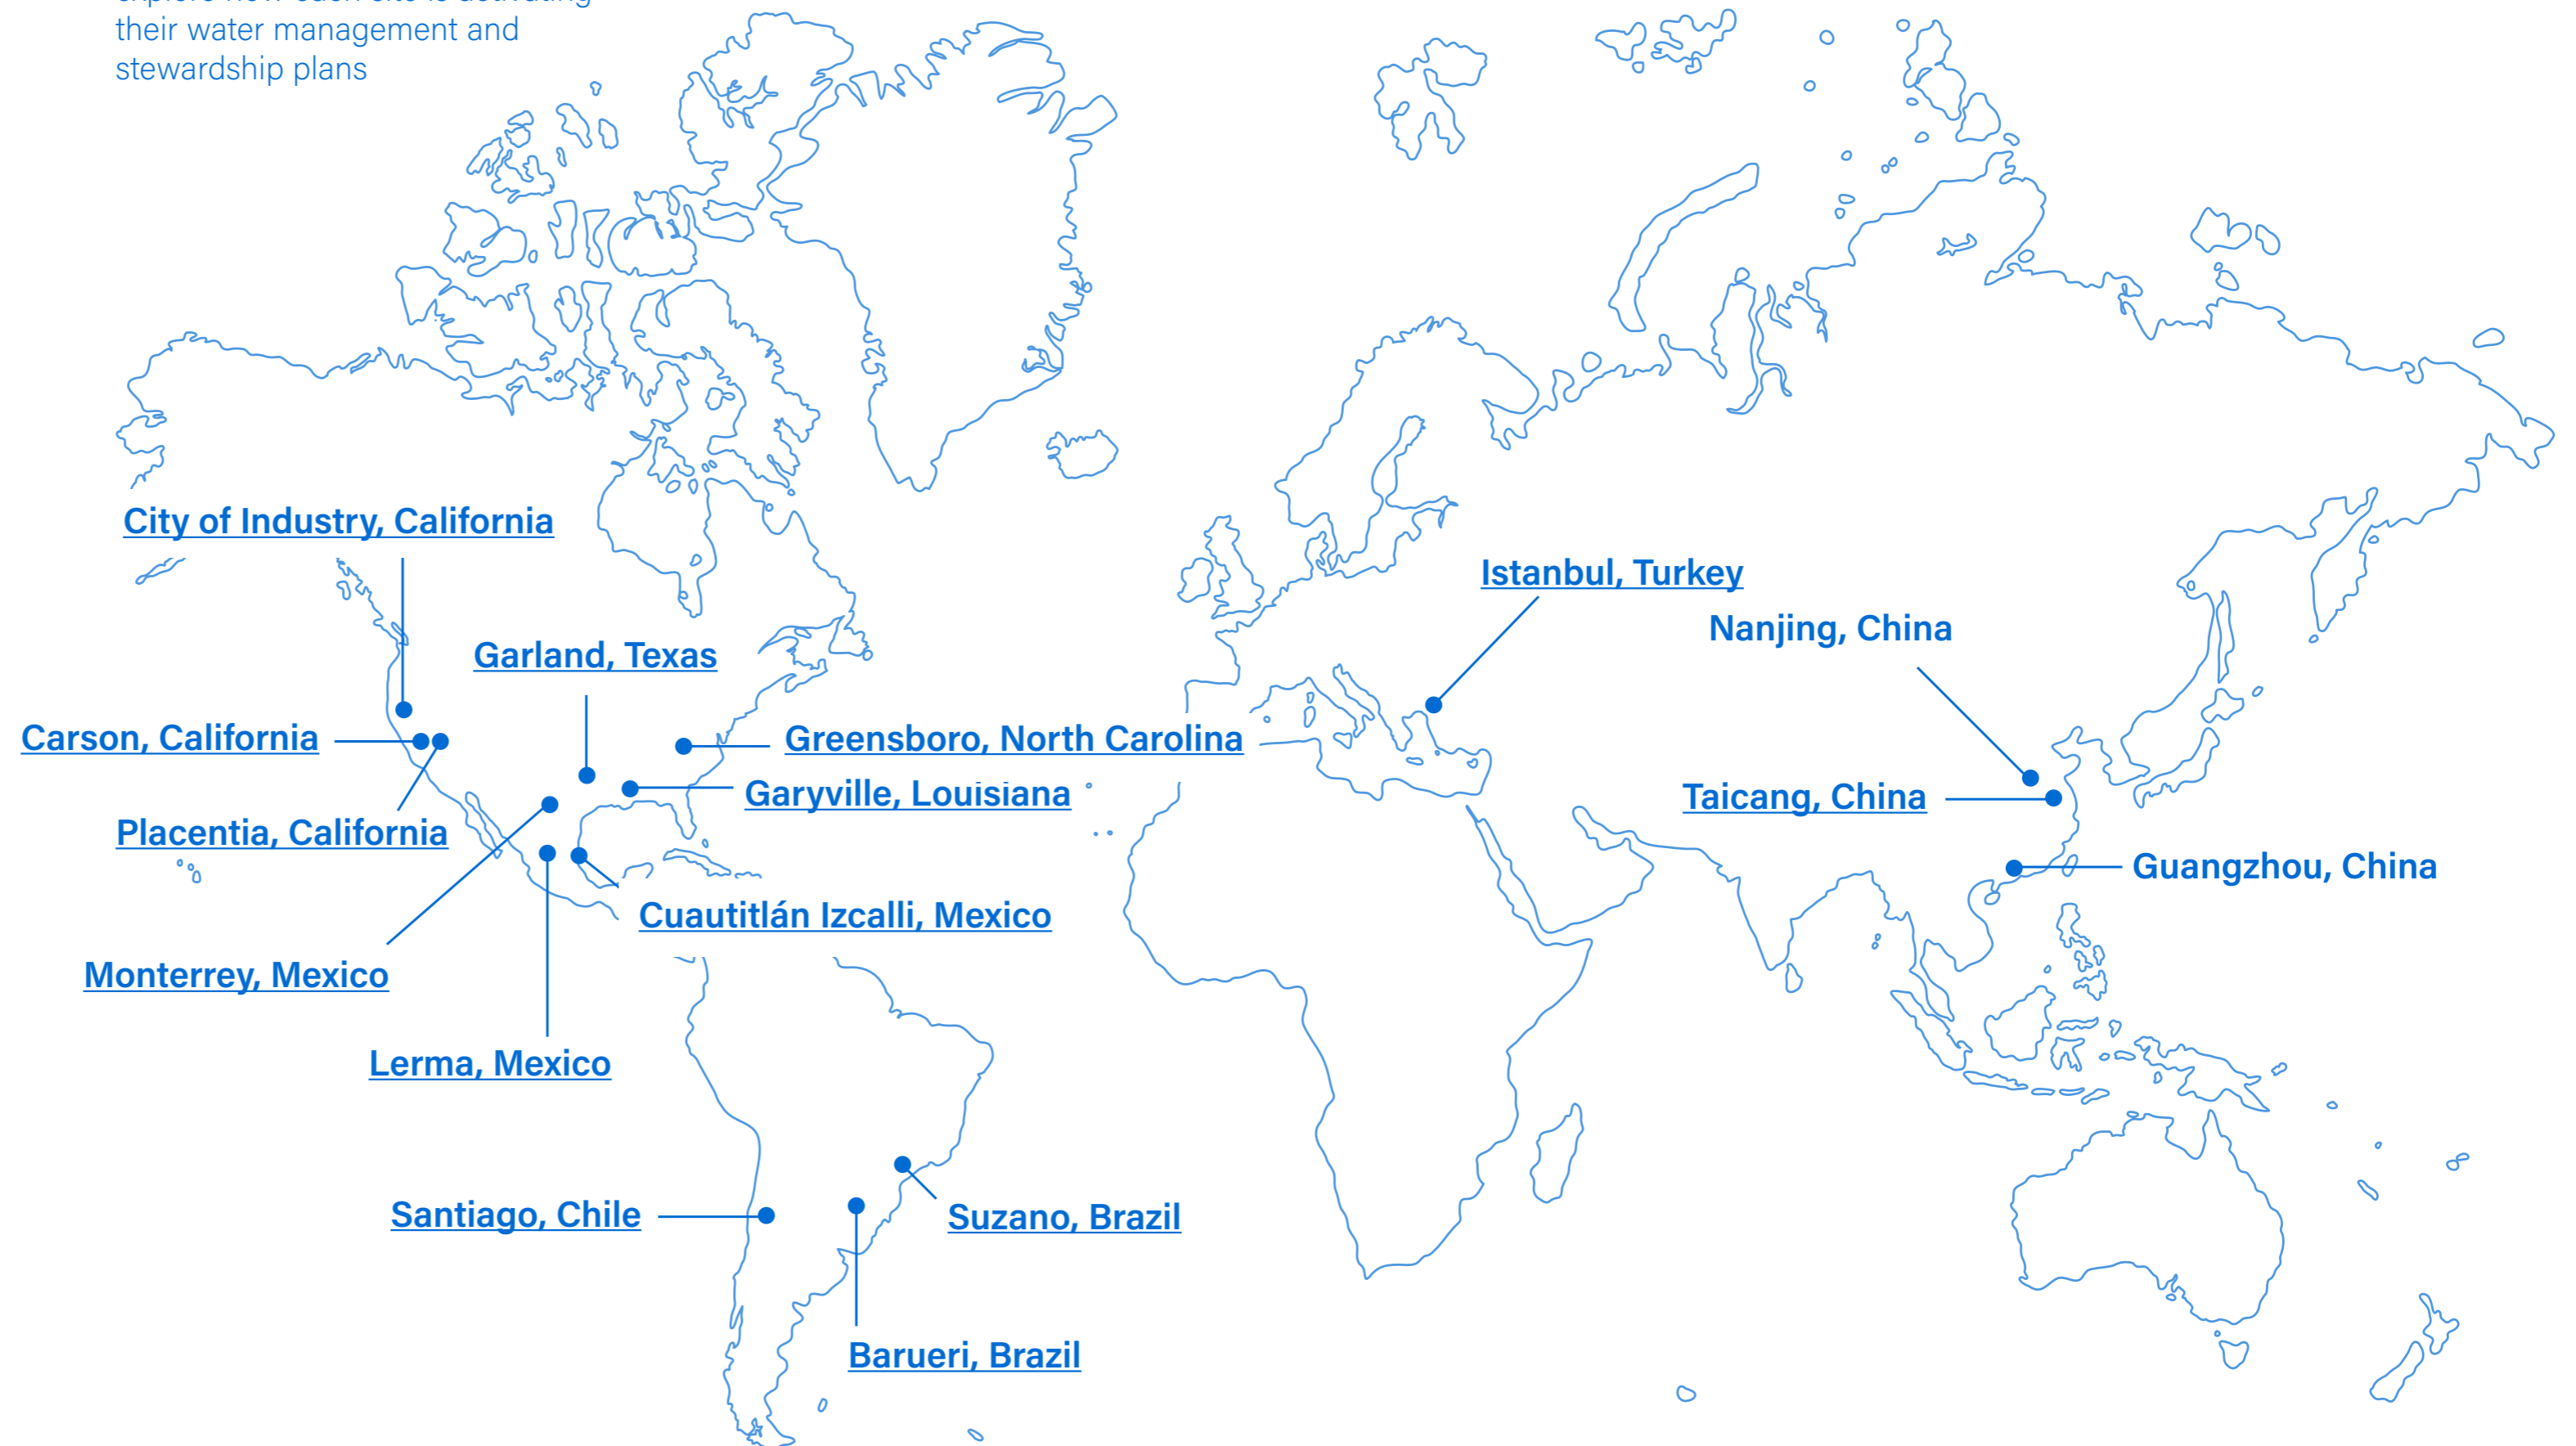 their water management and
stewardship plans
City of Industry, California
Istanbul, Turkey
Nanjing, China
Garland, Texas
Carson, California
Greensboro, North Carolina
Garyville, Louisiana
Taicang, China
Placentia, California
Guangzhou, China
Cuautitlán Izcalli, Mexico
Monterrey, Mexico
Lerma, Mexico
Santiago, Chile
Suzano, Brazil
Barueri, Brazil